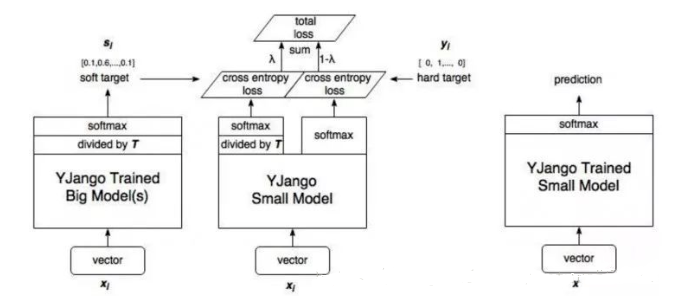 total
loss
sum
λ
1-λ
s_i
[0.1,0.6,...,0.1]
soft target
cross entropy
loss
cross entropy
loss
y_i
[ 0, 1,..., 0]
hard target
prediction
softmax
divided by T
YJango Trained
Big Model(s)
vector
x_i
softmax
divided by T
softmax
YJango
Small Model
vector
x_i
softmax
YJango Trained
Small Model
vector
x